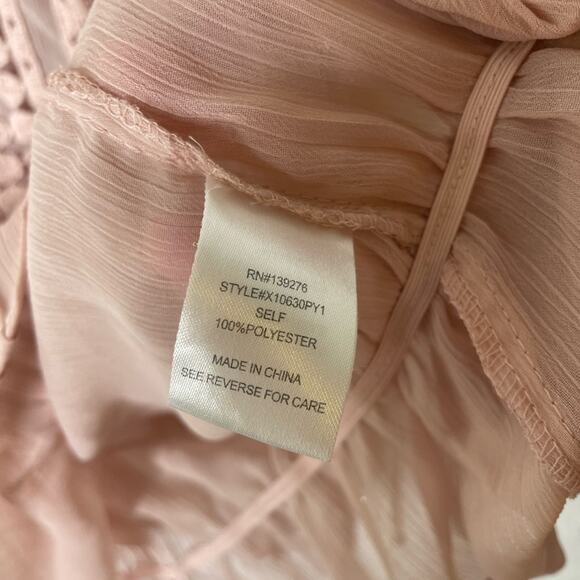 RN#139276
STYLE#X10630PY1
SELF
100%POLYESTER
MADE IN CHINA
SEE REVERSE FOR CARE